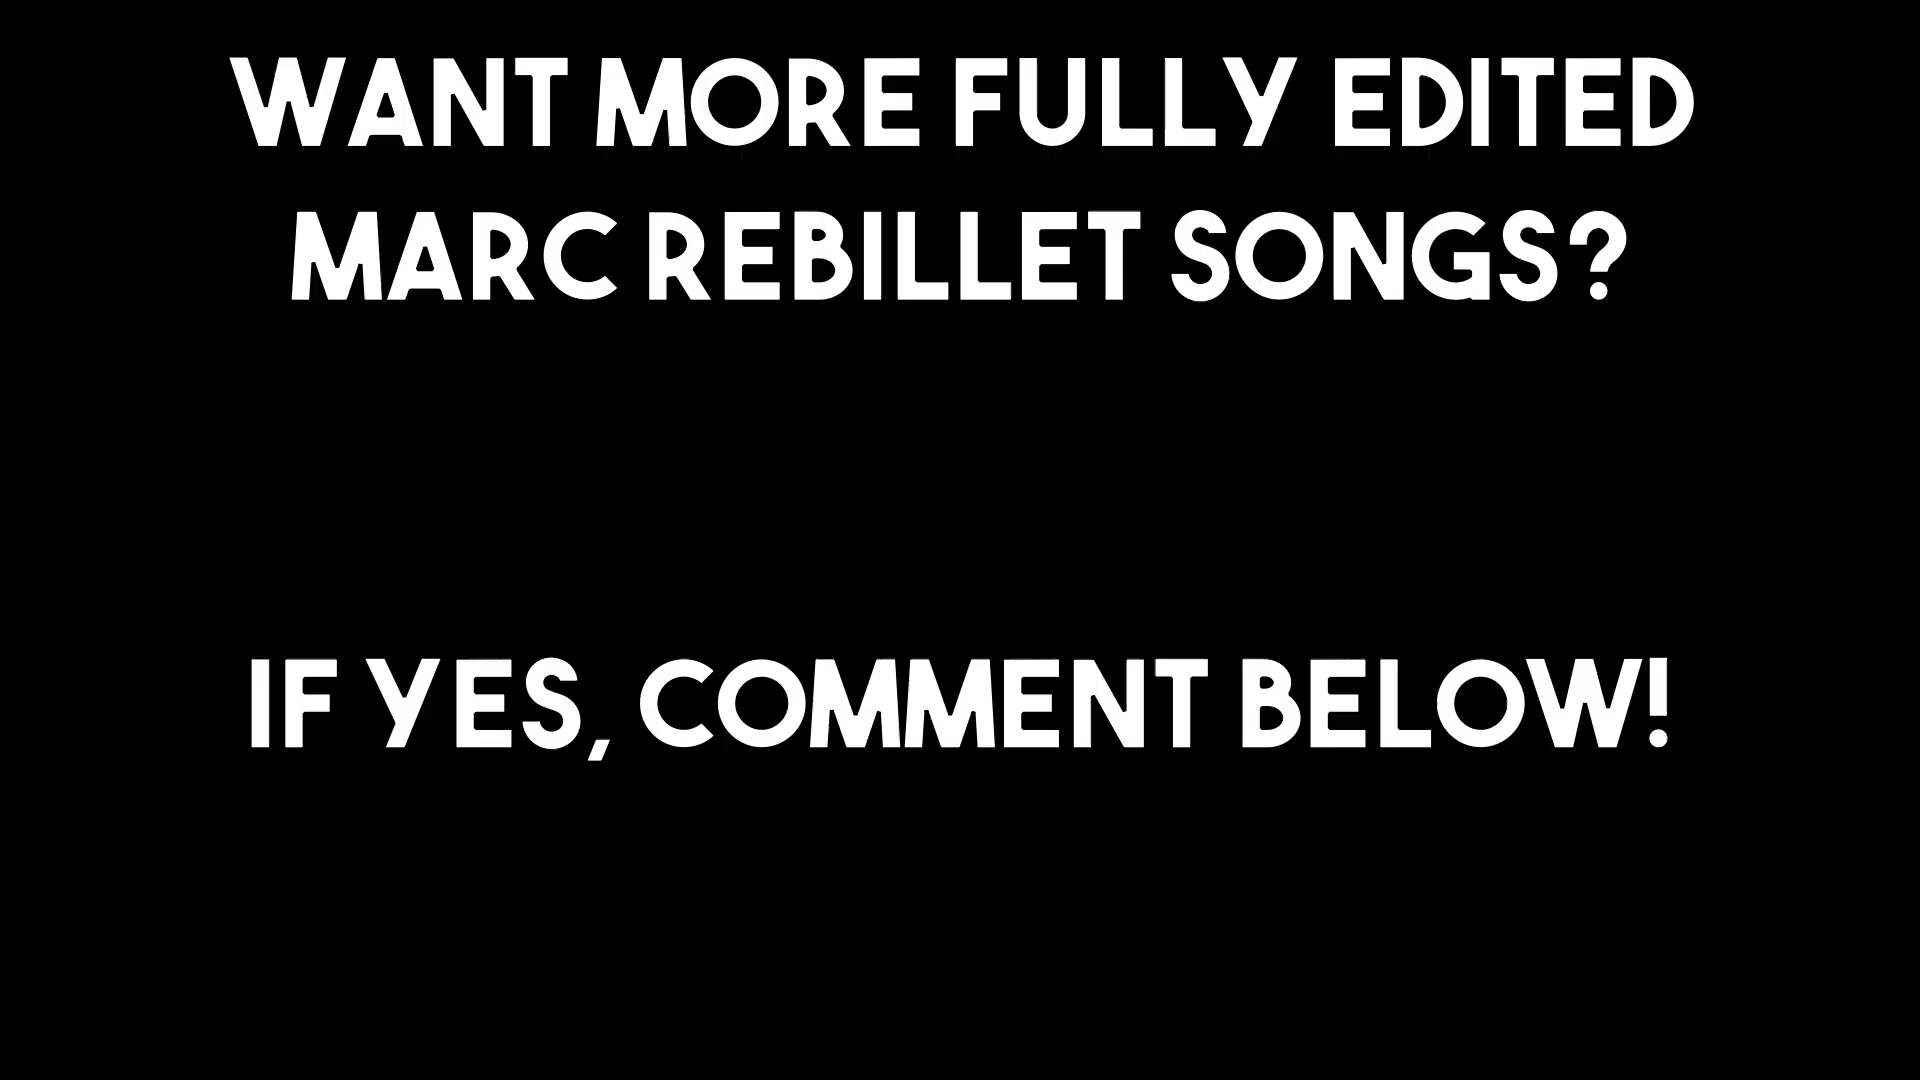 WANT MORE FULLY EDITED
MARC REBILLET SONGS?
IF YES, COMMENT BELOW!